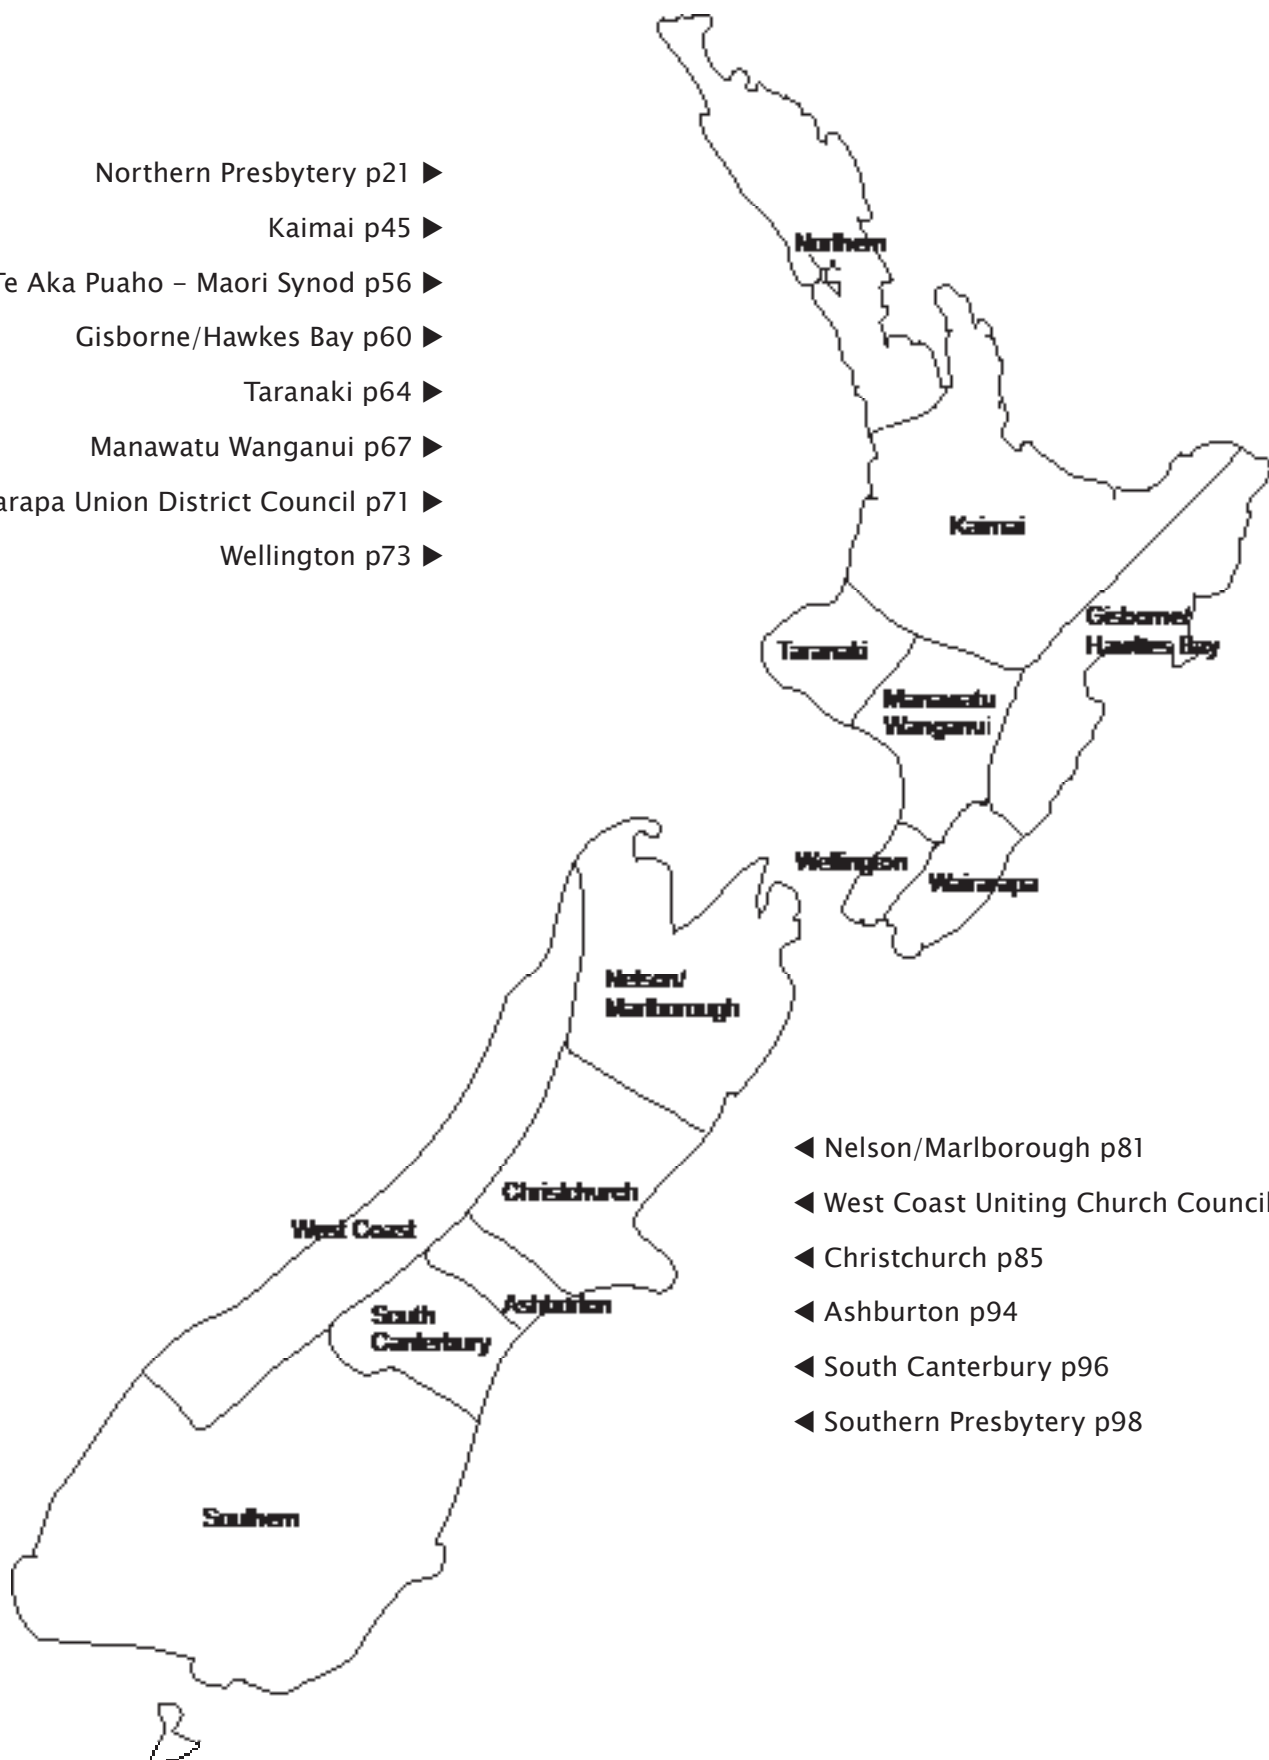 Northern Presbytery p21 ▶
Kaimai p45 ▶
Te Aka Puaho – Maori Synod p56 ▶
Gisborne/Hawkes Bay p60 ▶
Taranaki p64 ▶
Manawatu Wanganui p67 ▶
Union District Council p71 ▶
Wellington p73 ▶
Northern
Kaimai
Gisborne/
Hawkes Bay
Taranaki
Manawatu
Wanganui
Wellington
Wairarapa
Nelson/
Marlborough
Christchurch
West Coast
Ashburton
South
Canterbury
Southern
◀ Nelson/Marlborough p81
◀ West Coast Uniting Church Council
◀ Christchurch p85
◀ Ashburton p94
◀ South Canterbury p96
◀ Southern Presbytery p98